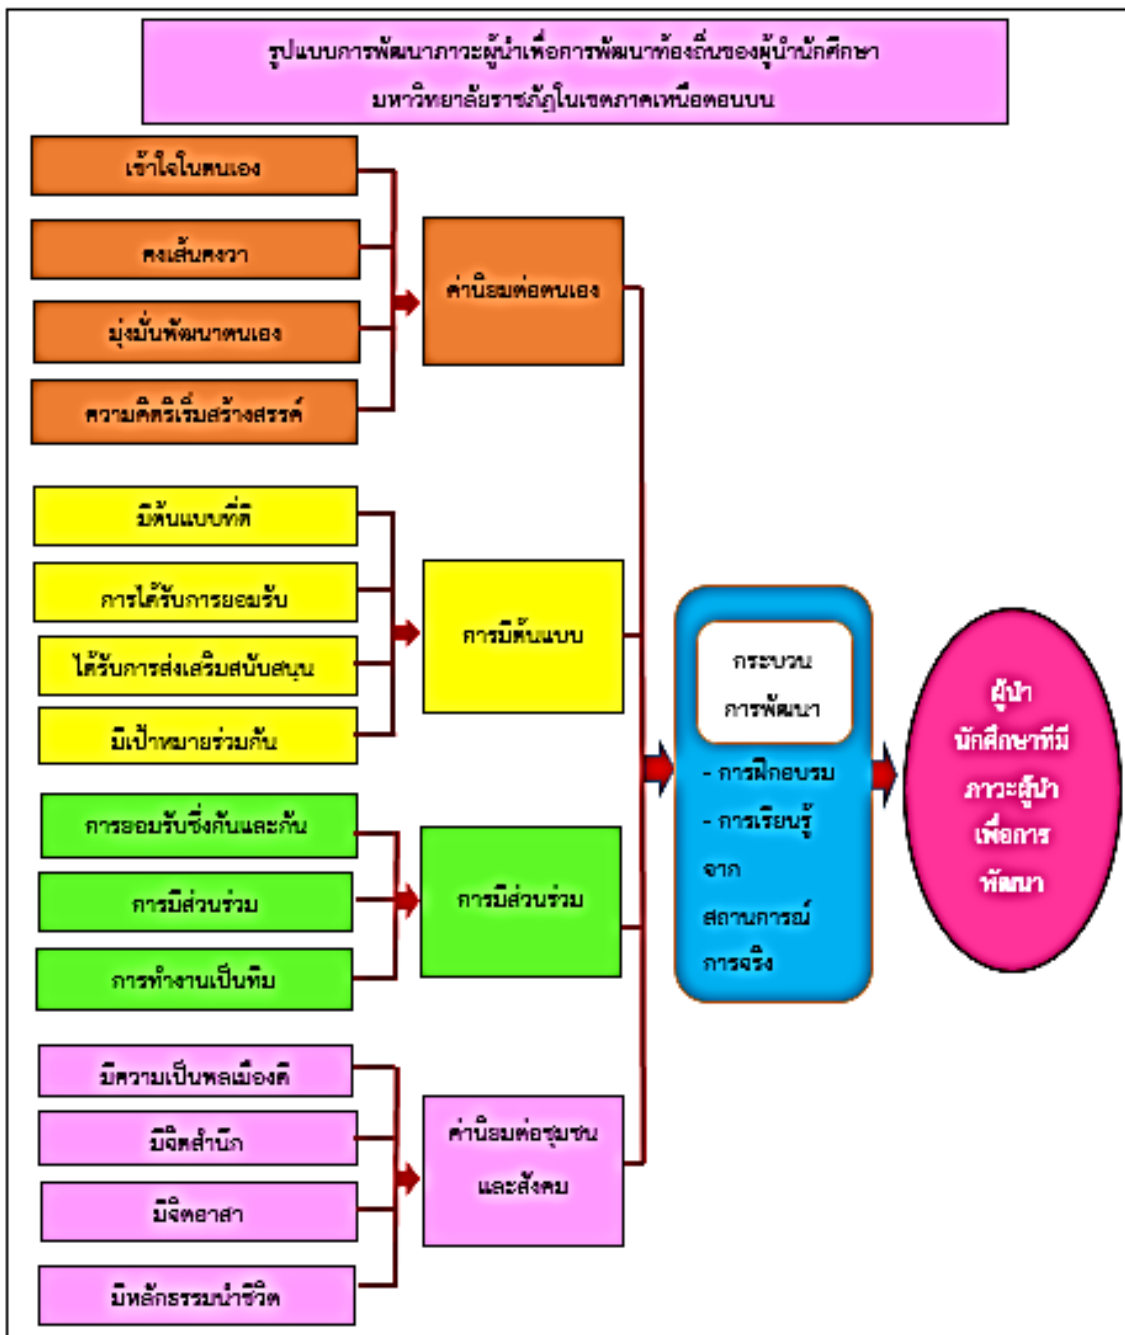 รูปแบบการพัฒนาภาวะผู้นำเพื่อการพัฒนาท้องถิ่นของผู้นำนักศึกษา
มหาวิทยาลัยราชภัฏในเขตภาคเหนือตอนบน
เข้าใจในตนเอง
คงเส้นคงวา
มุ่งมั่นพัฒนาตนเอง
ความคิดริเริ่มสร้างสรรค์
ค่านิยมต่อตนเอง
มีต้นแบบที่ดี
การได้รับการยอมรับ
ได้รับการส่งเสริมสนับสนุน
มีเป้าหมายร่วมกัน
การมีต้นแบบ
การยอมรับซึ่งกันและกัน
การมีส่วนร่วม
การทำงานเป็นทีม
การมีส่วนร่วม
มีความเป็นพลเมืองดี
มีจิตสำนึก
มีจิตอาสา
มีหลักธรรมนำชีวิต
ค่านิยมต่อชุมชน
และสังคม
กระบวน
การพัฒนา
- การฝึกอบรม
- การเรียนรู้
จาก
สถานการณ์
การจริง
ผู้นำ
นักศึกษาที่มี
ภาวะผู้นำ
เพื่อการ
พัฒนา